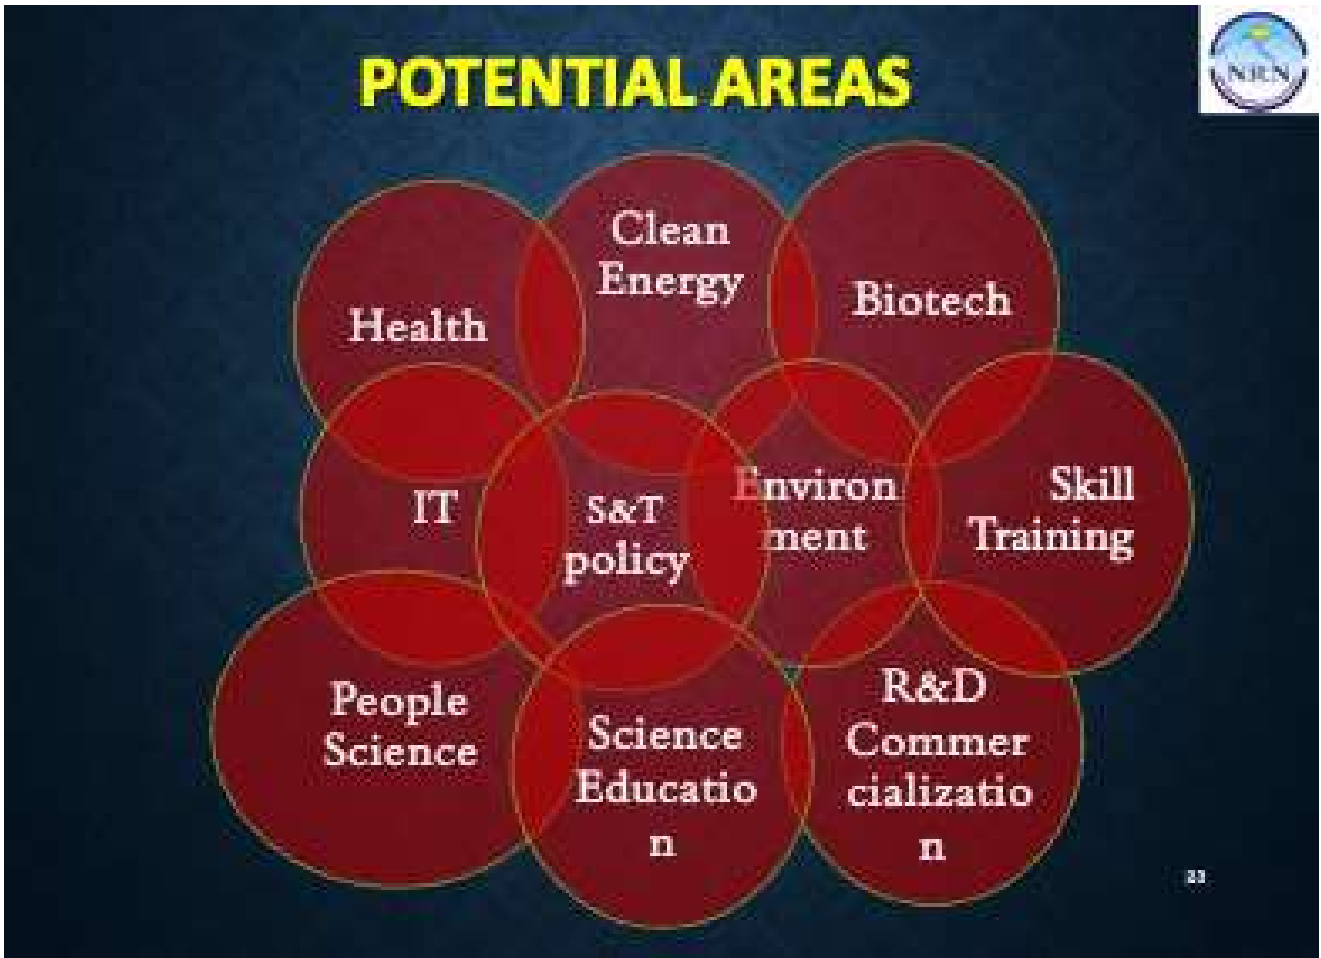 POTENTIAL AREAS
NRN
Clean
Energy
Biotech
Health
Environ
ment
Skill
Training
IT
S&T
policy
People
Science
Science
Educatio
n
R&D
Commer
cializatio
n
23